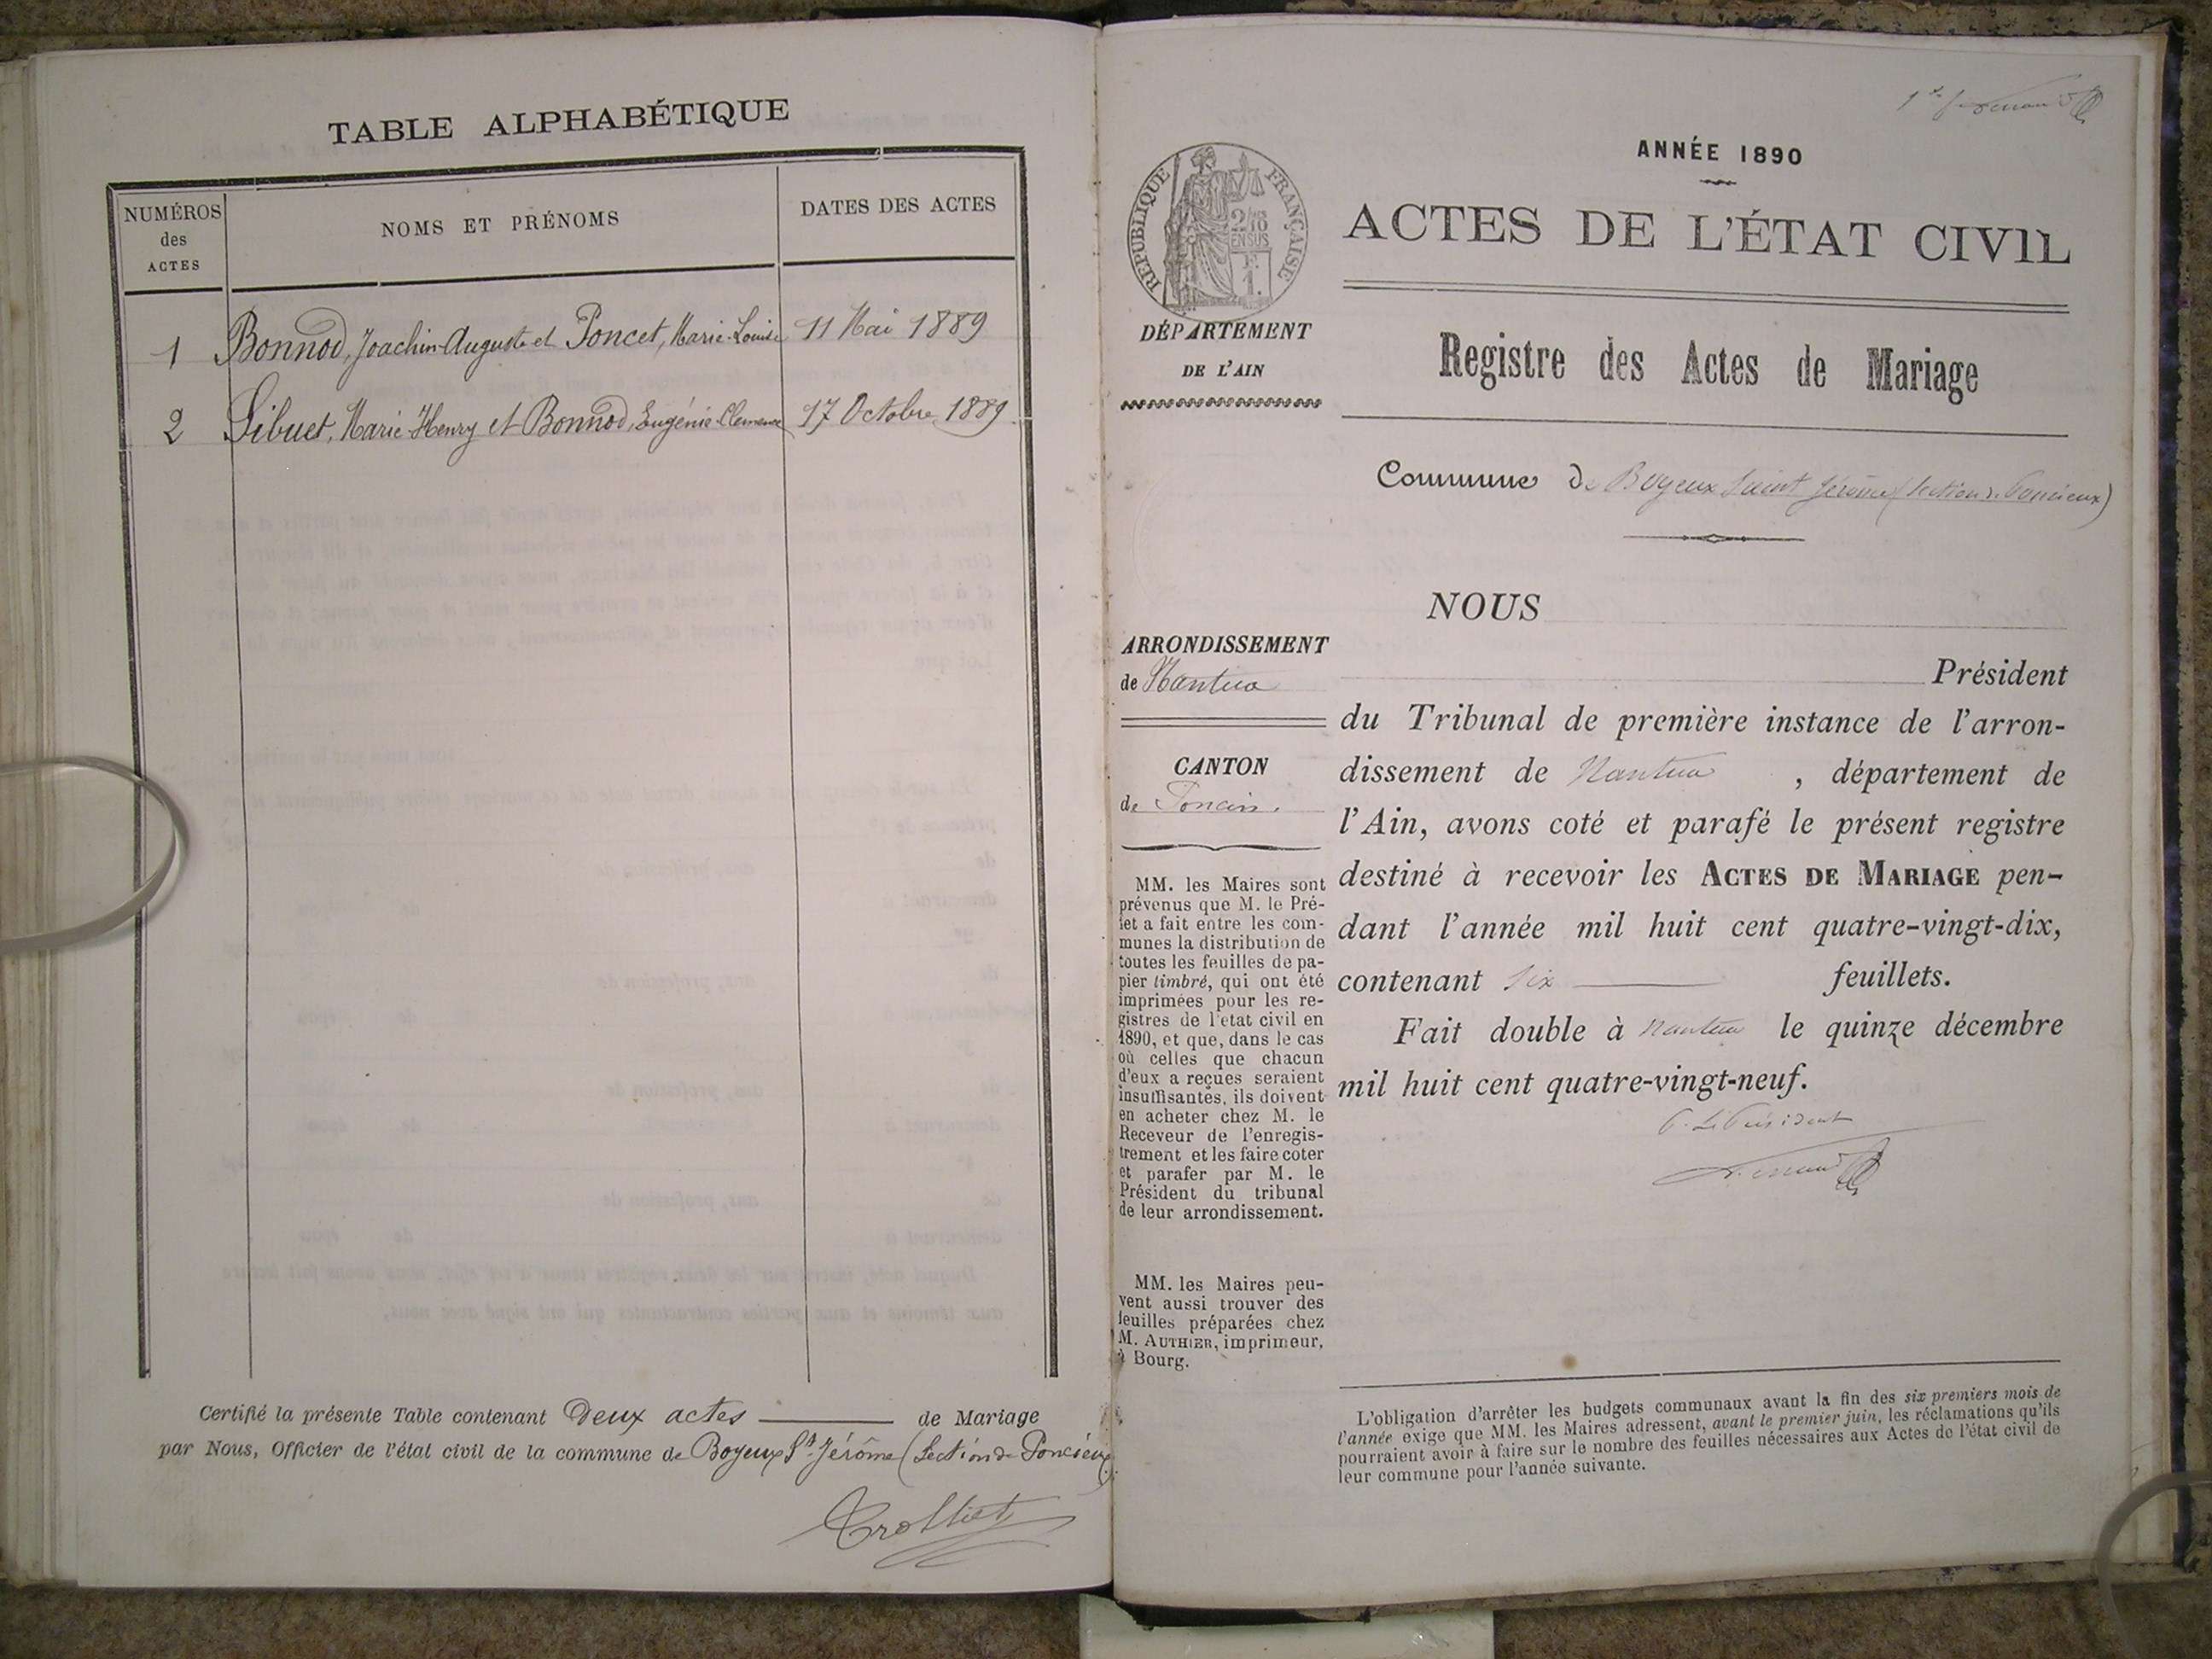 TABLE ALPHABÉTIQUE
NUMÉROS
des
ACTES
NOMS ET PRÉNOMS
DATES DES ACTES
1 Bonnod, Joachim-Auguste et Poncet, Marie-Louise 11 Mai 1889
2 Sibuet, Marie-Henry et Bonnod, Eugénie-Clemence 17 Octobre 1889
Certifié la présente Table contenant deux actes de Mariage
par Nous, Officier de l'état civil de la commune de Boyeux St Jérôme (Section de Poncieux)
Trolliet
ANNÉE 1890
ACTES DE L'ÉTAT CIVIL
RÉPUBLIQUE FRANÇAISE
EN SUS
DÉPARTEMENT
DE L'AIN
Registre des Actes de Mariage
Commune de Boyeux Saint Jérôme (Section de Poncieux)
ARRONDISSEMENT
de Nantua
CANTON
de Poncin.
MM. les Maires sont
prévenus que M. le Pré-
fet a fait entre les com-
munes la distribution de
toutes les feuilles de pa-
pier timbré, qui ont été
imprimées pour les re-
gistres de l'état civil en
1890, et que, dans le cas
où celles que chacun
d'eux a reçues seraient
insuffisantes, ils doivent
en acheter chez M. le
Receveur de l'enregis-
trement et les faire coter
et parafer par M. le
Président du tribunal
de leur arrondissement.
MM. les Maires peu-
vent aussi trouver des
feuilles préparées chez
M. AUTHIER, imprimeur,
à Bourg.
NOUS
Président
du Tribunal de première instance de l'arron-
dissement de Nantua , département de
l'Ain, avons coté et parafé le présent registre
destiné à recevoir les ACTES DE MARIAGE pen-
dant l'année mil huit cent quatre-vingt-dix,
contenant six feuillets.
Fait double à Nantua le quinze décembre
mil huit cent quatre-vingt-neuf.
P. Le Président
L'obligation d'arrêter les budgets communaux avant la fin des six premiers mois de
l'année exige que MM. les Maires adressent, avant le premier juin, les réclamations qu'ils
pourraient avoir à faire sur le nombre des feuilles nécessaires aux Actes de l'état civil de
leur commune pour l'année suivante.